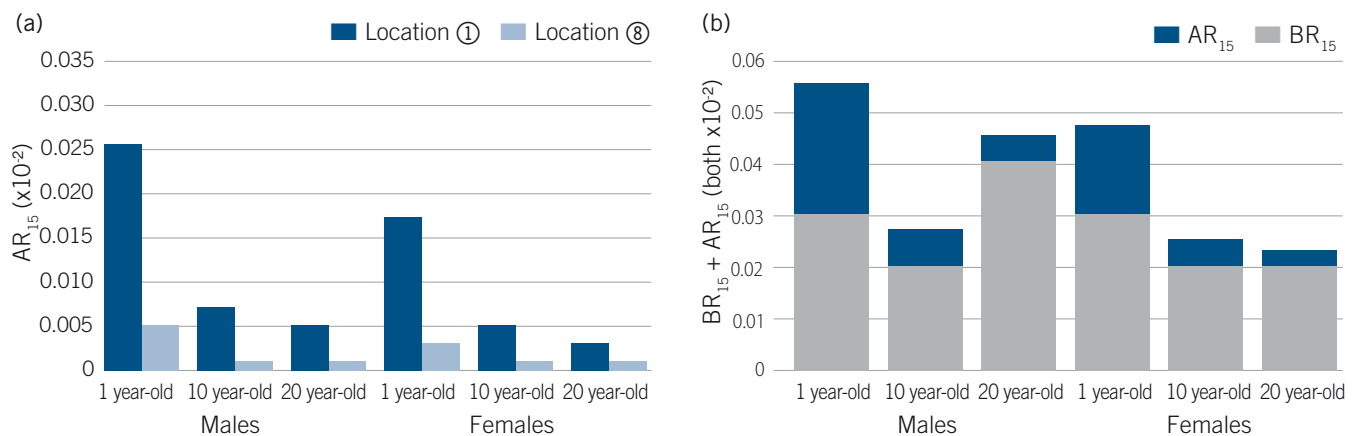 (a)
Location ① Location ⑧
0.035
0.030
0.025
0.020
0.015
0.010
0.005
0
AR₁₅ (x10⁻²)
1 year-old 10 year-old 20 year-old 1 year-old 10 year-old 20 year-old
Males Females
(b)
AR₁₅ BR₁₅
0.06
0.05
0.04
0.03
0.02
0.01
0
BR₁₅ + AR₁₅ (both x10⁻²)
1 year-old 10 year-old 20 year-old 1 year-old 10 year-old 20 year-old
Males Females